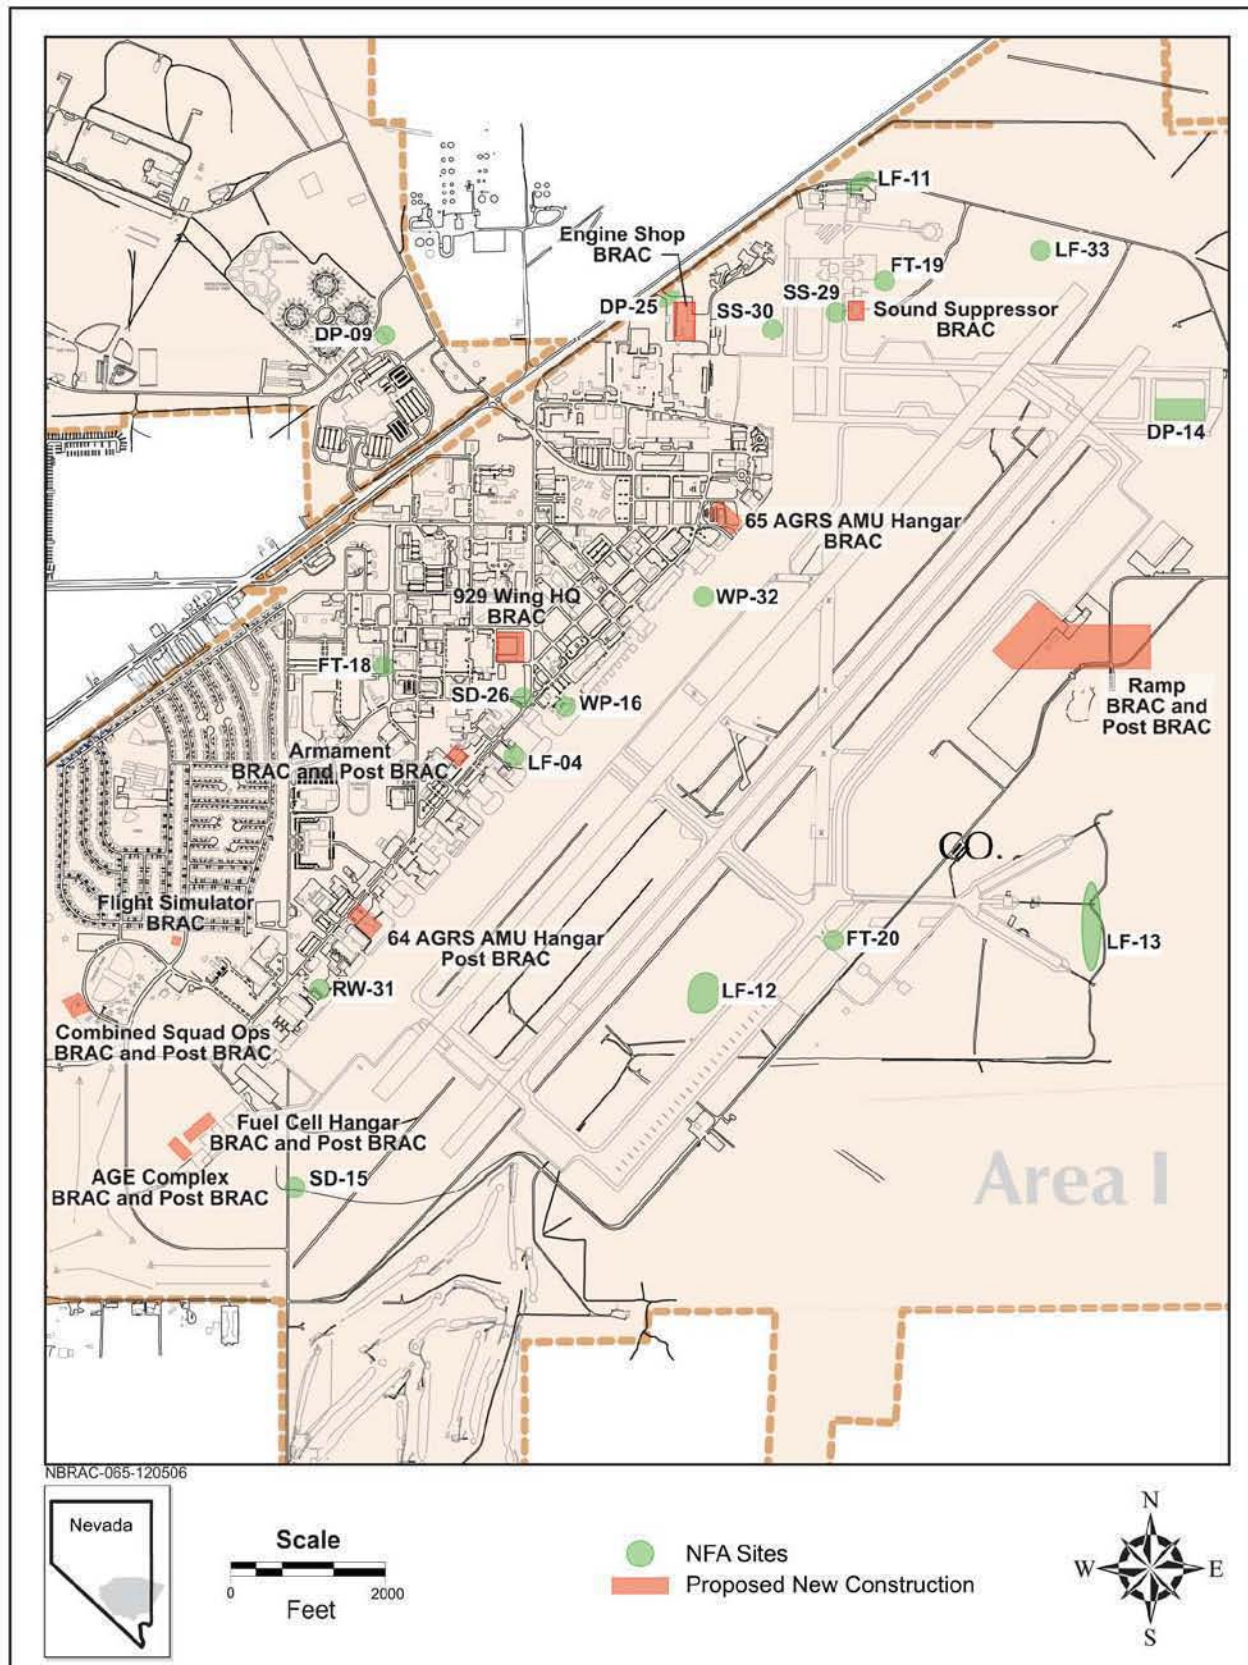 LF-11
LF-33
Engine Shop
BRAC
FT-19
SS-29
DP-25
SS-30
Sound Suppressor
BRAC
DP-09
DP-14
65 AGRS AMU Hangar
BRAC
929 Wing HQ
BRAC
WP-32
FT-18
SD-26
WP-16
Ramp
BRAC and
Post BRAC
Armament
BRAC and Post BRAC
LF-04
CO.
Flight Simulator
BRAC
64 AGRS AMU Hangar
Post BRAC
FT-20
LF-13
RW-31
LF-12
Combined Squad Ops
BRAC and Post BRAC
Fuel Cell Hangar
BRAC and Post BRAC
AGE Complex
BRAC and Post BRAC
SD-15
Area I
NBRAC-065-120506
Nevada
Scale
0 2000
Feet
NFA Sites
Proposed New Construction
N
W E
S